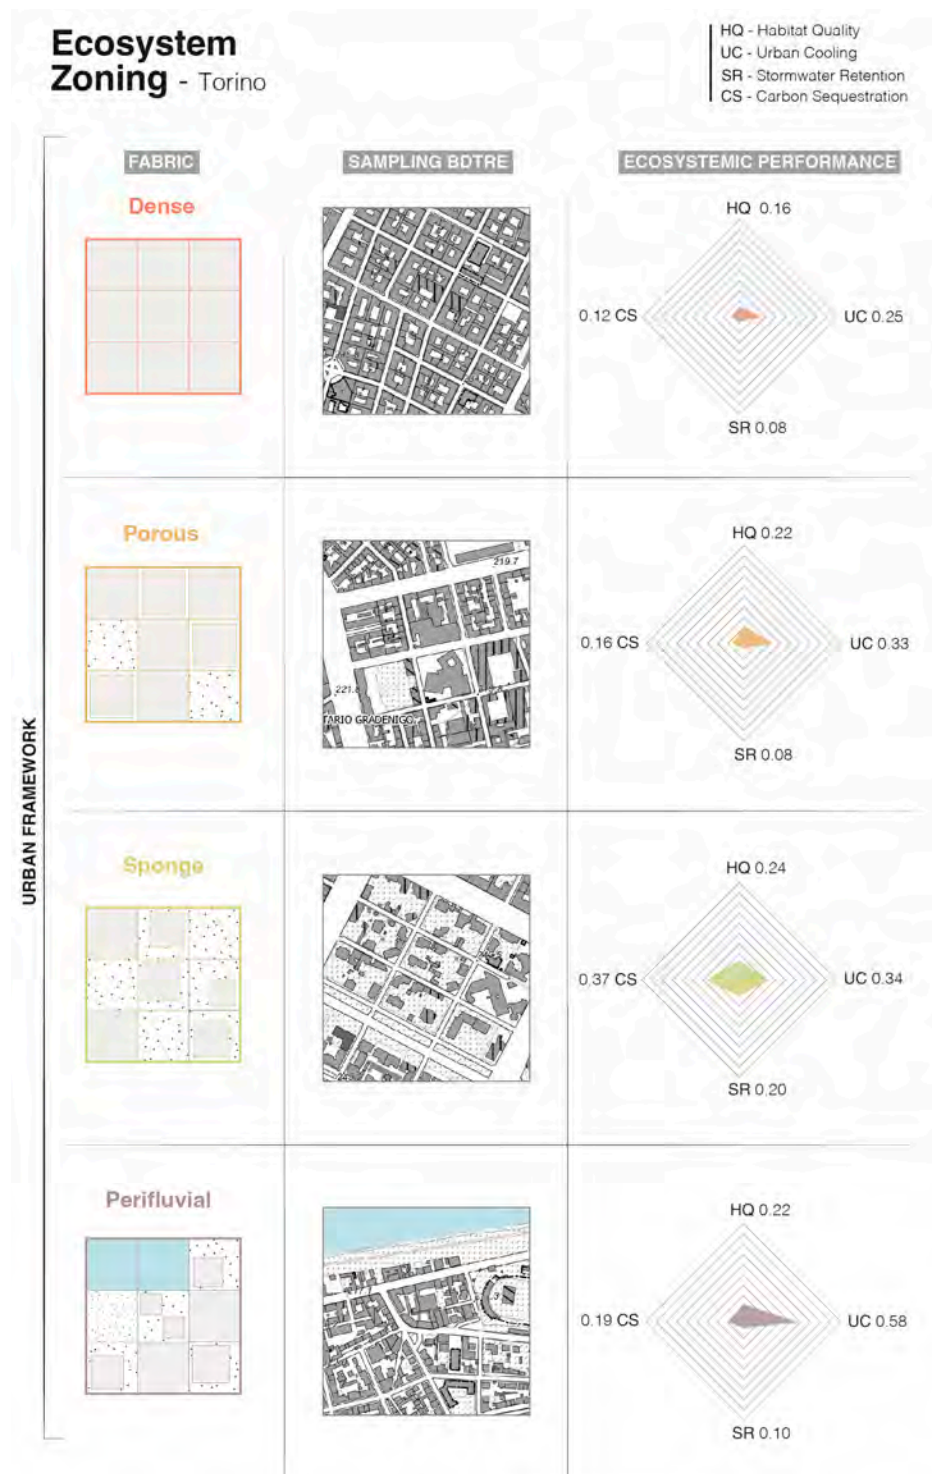 Ecosystem
Zoning - Torino
HQ - Habitat Quality
UC - Urban Cooling
SR - Stormwater Retention
CS - Carbon Sequestration
URBAN FRAMEWORK
FABRIC
SAMPLING BDTRE
ECOSYSTEMIC PERFORMANCE
Dense
HQ 0.16
0.12 CS
UC 0.25
SR 0.08
Porous
219.7
221.8
TARIO GRADENIGO
HQ 0.22
0.16 CS
UC 0.33
SR 0.08
Sponge
24
HQ 0.24
0.37 CS
UC 0.34
SR 0.20
Perifluvial
HQ 0.22
0.19 CS
UC 0.58
SR 0.10